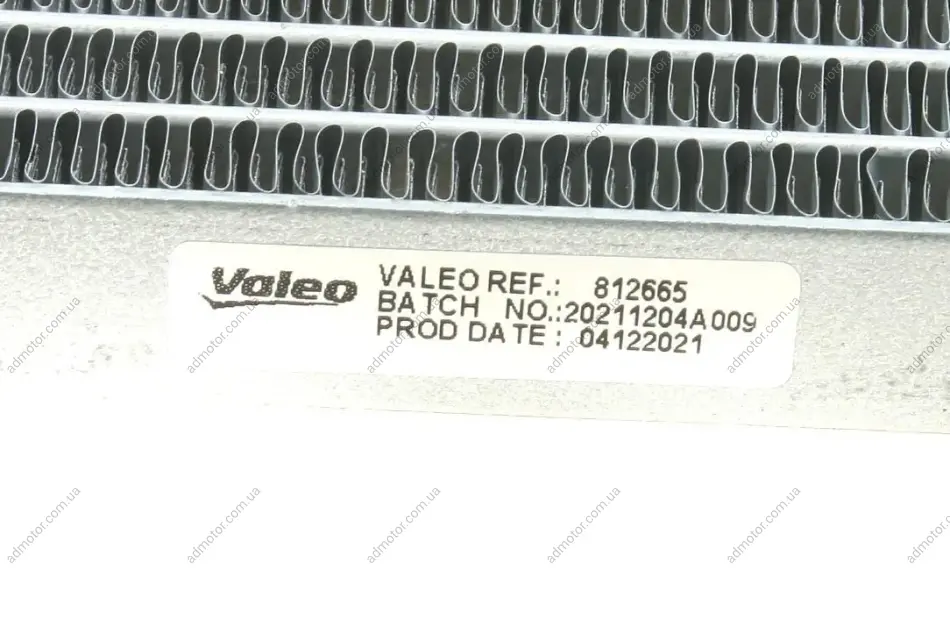 Valeo
VALEO REF.: 812665
BATCH NO.:20211204A009
PROD DATE : 04122021
admotor.com.ua